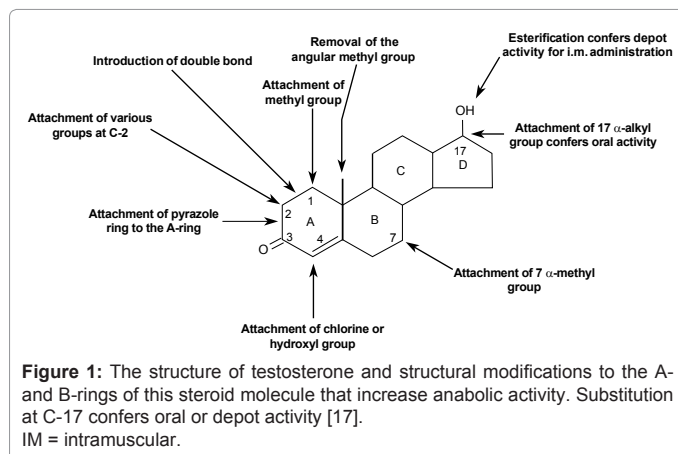 Removal of the
angular methyl group
Esterification confers depot
activity for i.m. administration
Introduction of double bond
Attachment of
methyl group
Attachment of various
groups at C-2
OH
Attachment of 17 α-alkyl
group confers oral activity
17
D
C
1
2
A
B
Attachment of pyrazole
ring to the A-ring
O
3
4
7
Attachment of 7 α-methyl
group
Attachment of chlorine or
hydroxyl group
Figure 1: The structure of testosterone and structural modifications to the A-
and B-rings of this steroid molecule that increase anabolic activity. Substitution
at C-17 confers oral or depot activity [17].
IM = intramuscular.